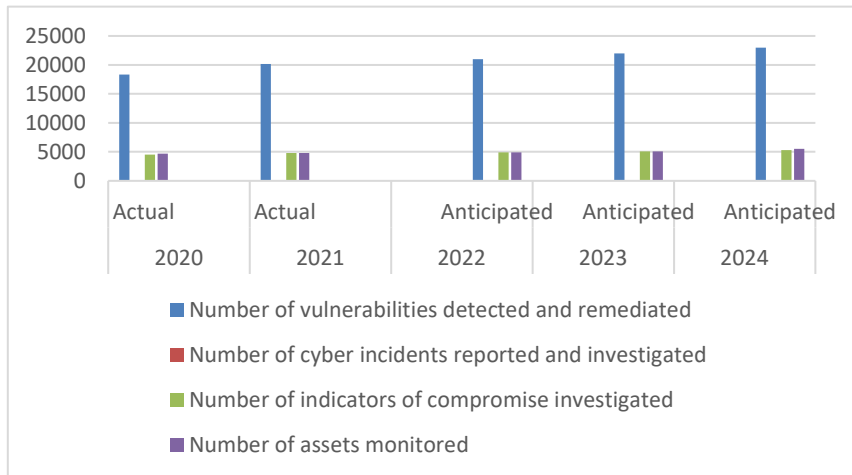 25000
20000
15000
10000
5000
0
Actual Actual Anticipated Anticipated Anticipated
2020 2021 2022 2023 2024
Number of vulnerabilities detected and remediated
Number of cyber incidents reported and investigated
Number of indicators of compromise investigated
Number of assets monitored